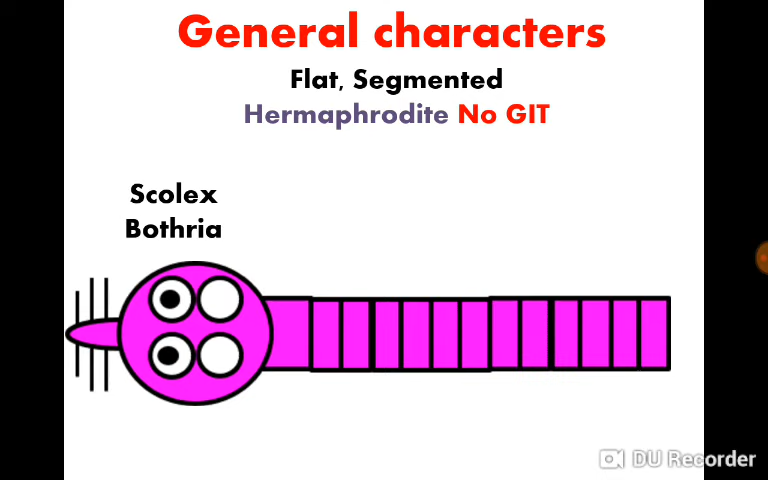 General characters
Flat, Segmented
Hermaphrodite No GIT
Scolex
Bothria
DU Recorder